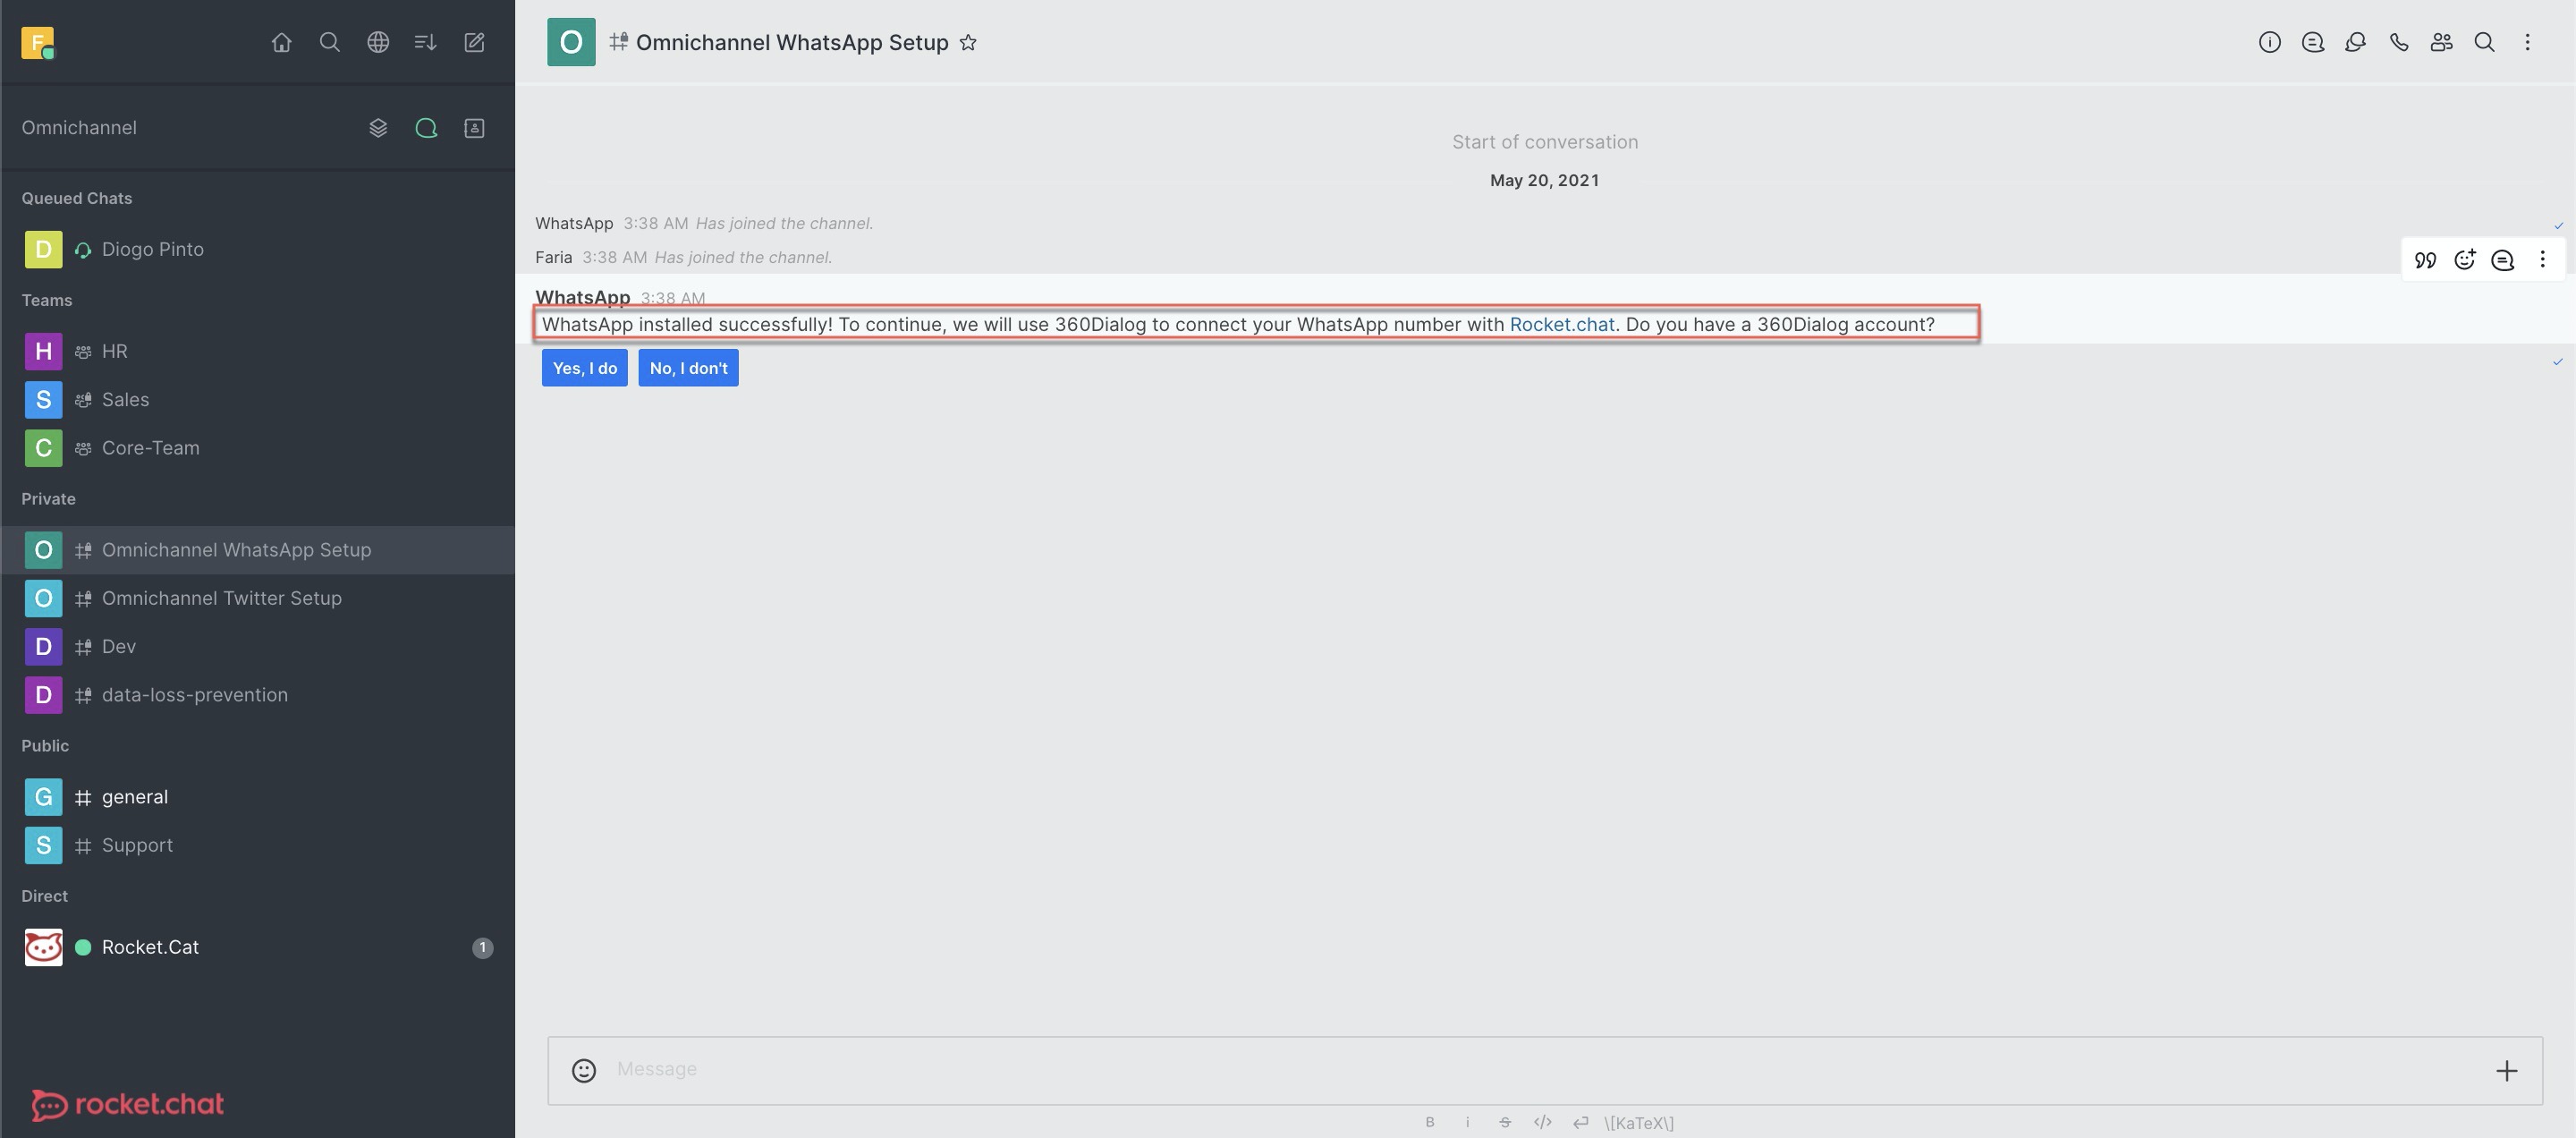 F
Omnichannel
Queued Chats
D Diogo Pinto
Teams
H HR
S Sales
C Core-Team
Private
O Omnichannel WhatsApp Setup
O Omnichannel Twitter Setup
D Dev
D data-loss-prevention
Public
G general
S Support
Direct
Rocket.Cat 1
rocket.chat
O Omnichannel WhatsApp Setup
Start of conversation
May 20, 2021
WhatsApp 3:38 AM Has joined the channel.
Faria 3:38 AM Has joined the channel.
WhatsApp 3:38 AM
WhatsApp installed successfully! To continue, we will use 360Dialog to connect your WhatsApp number with Rocket.chat. Do you have a 360Dialog account?
Yes, I do No, I don't
Message
B i S </> \[KaTeX\]